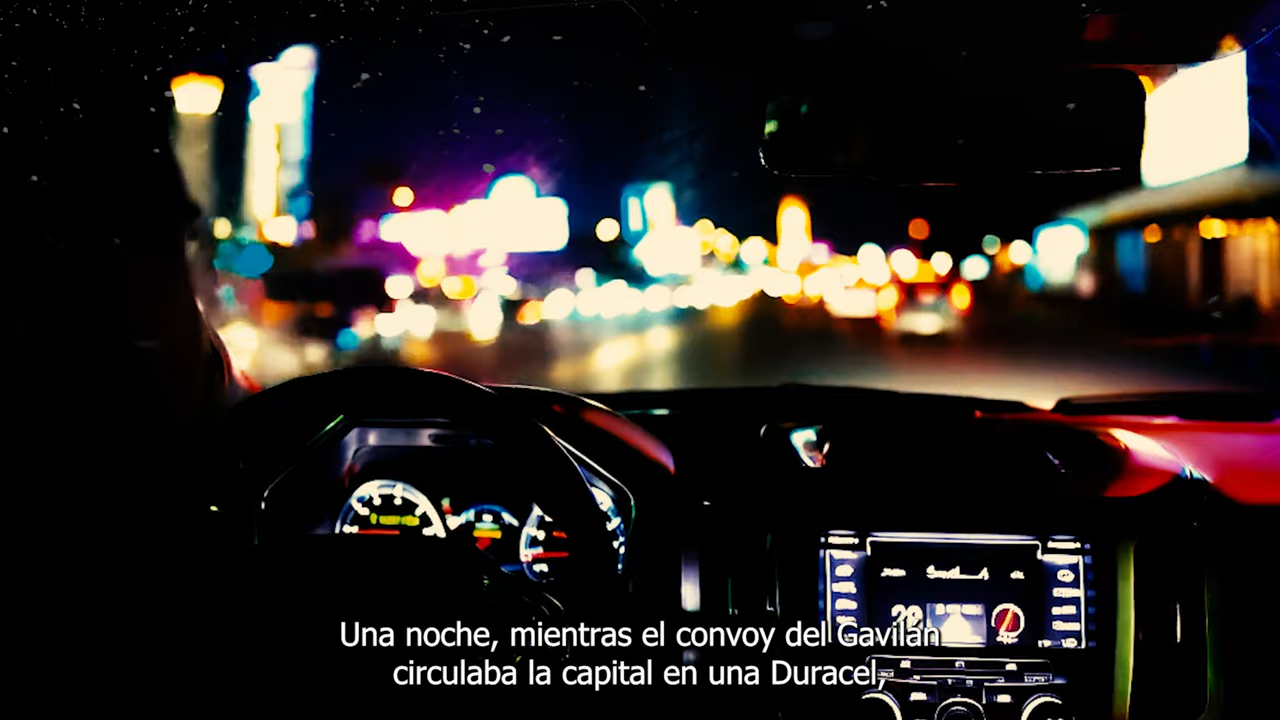 Una noche, mientras el convoy del Gavilán
circulaba la capital en una Duracel,